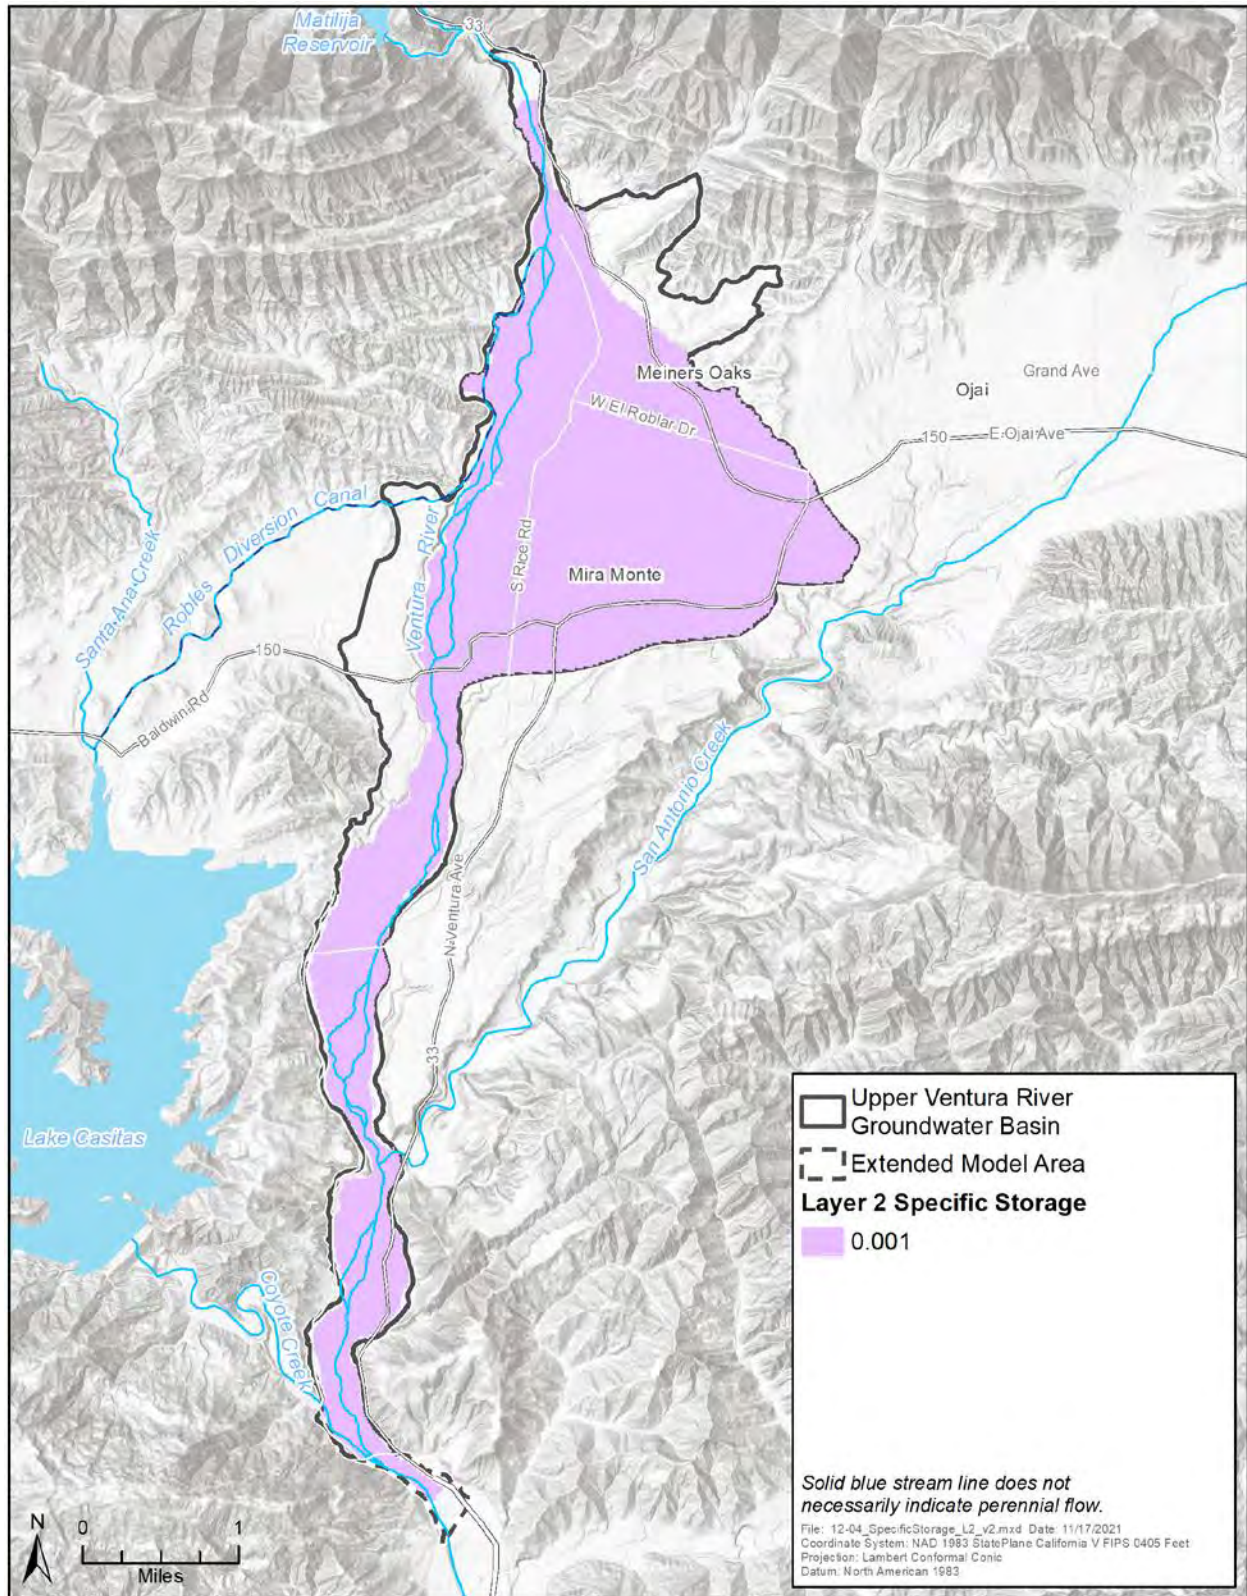 Matilija
Reservoir
33
Meiners Oaks
Ojai
Grand Ave
W El Roblar Dr
150
E Ojai Ave
Santa Ana Creek
Robles Diversion Canal
Ventura River
S Rice Rd
Mira Monte
150
Baldwin Rd
San Antonio Creek
N Ventura Ave
33
Lake Casitas
Coyote Creek
Upper Ventura River
Groundwater Basin
Extended Model Area
Layer 2 Specific Storage
0.001
Solid blue stream line does not
necessarily indicate perennial flow.
File: 12-04_SpecificStorage_L2_v2.mxd Date: 11/17/2021
Coordinate System: NAD 1983 StatePlane California V FIPS 0405 Feet
Projection: Lambert Conformal Conic
Datum: North American 1983
N
0 1
Miles